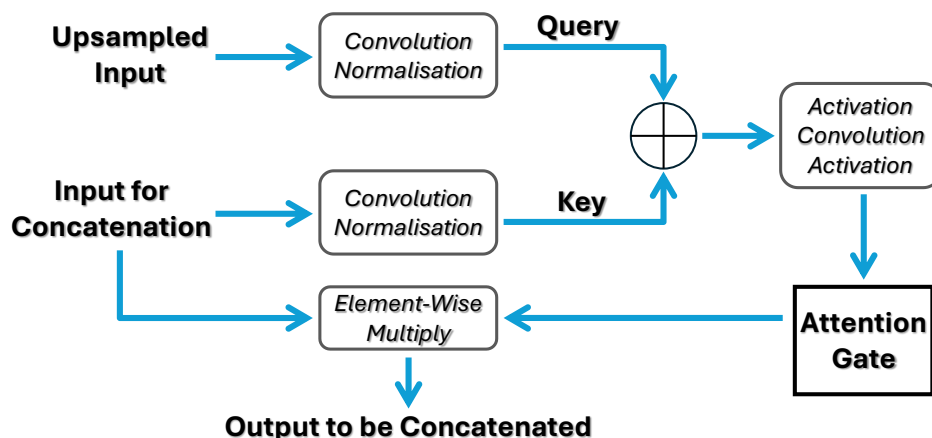 Upsampled
Input
Convolution
Normalisation
Query
Activation
Convolution
Activation
Input for
Concatenation
Convolution
Normalisation
Key
Element-Wise
Multiply
Attention
Gate
Output to be Concatenated